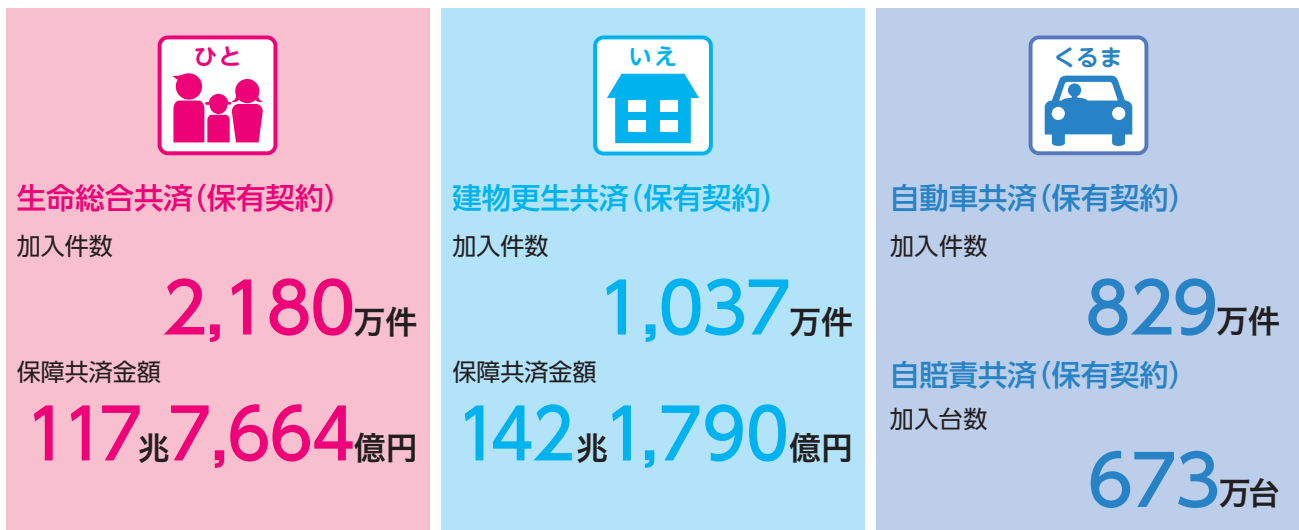 ひと
生命総合共済(保有契約)
加入件数
2,180万件
保障共済金額
117兆7,664億円
いえ
建物更生共済(保有契約)
加入件数
1,037万件
保障共済金額
142兆1,790億円
くるま
自動車共済(保有契約)
加入件数
829万件
自賠責共済(保有契約)
加入台数
673万台